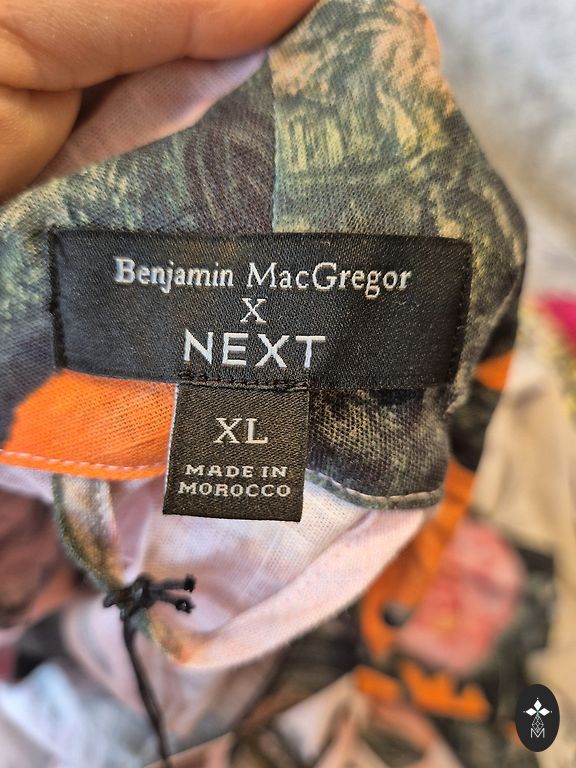 Benjamin MacGregor
X
NEXT
XL
MADE IN
MOROCCO
M